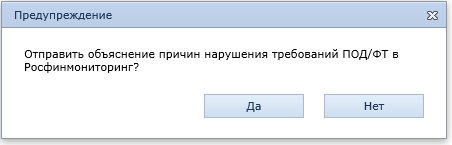 Предупреждение
Отправить объяснение причин нарушения требований ПОД/ФТ в
Росфинмониторинг?
Да
Нет